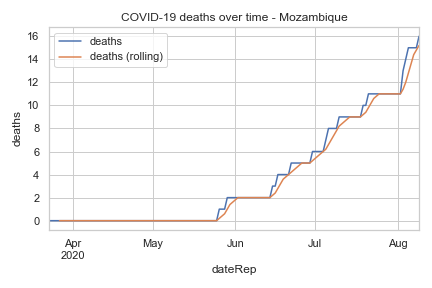 COVID-19 deaths over time - Mozambique
deaths
deaths (rolling)
16
14
12
10
8
6
4
2
0
deaths
Apr
2020
May
Jun
Jul
Aug
dateRep